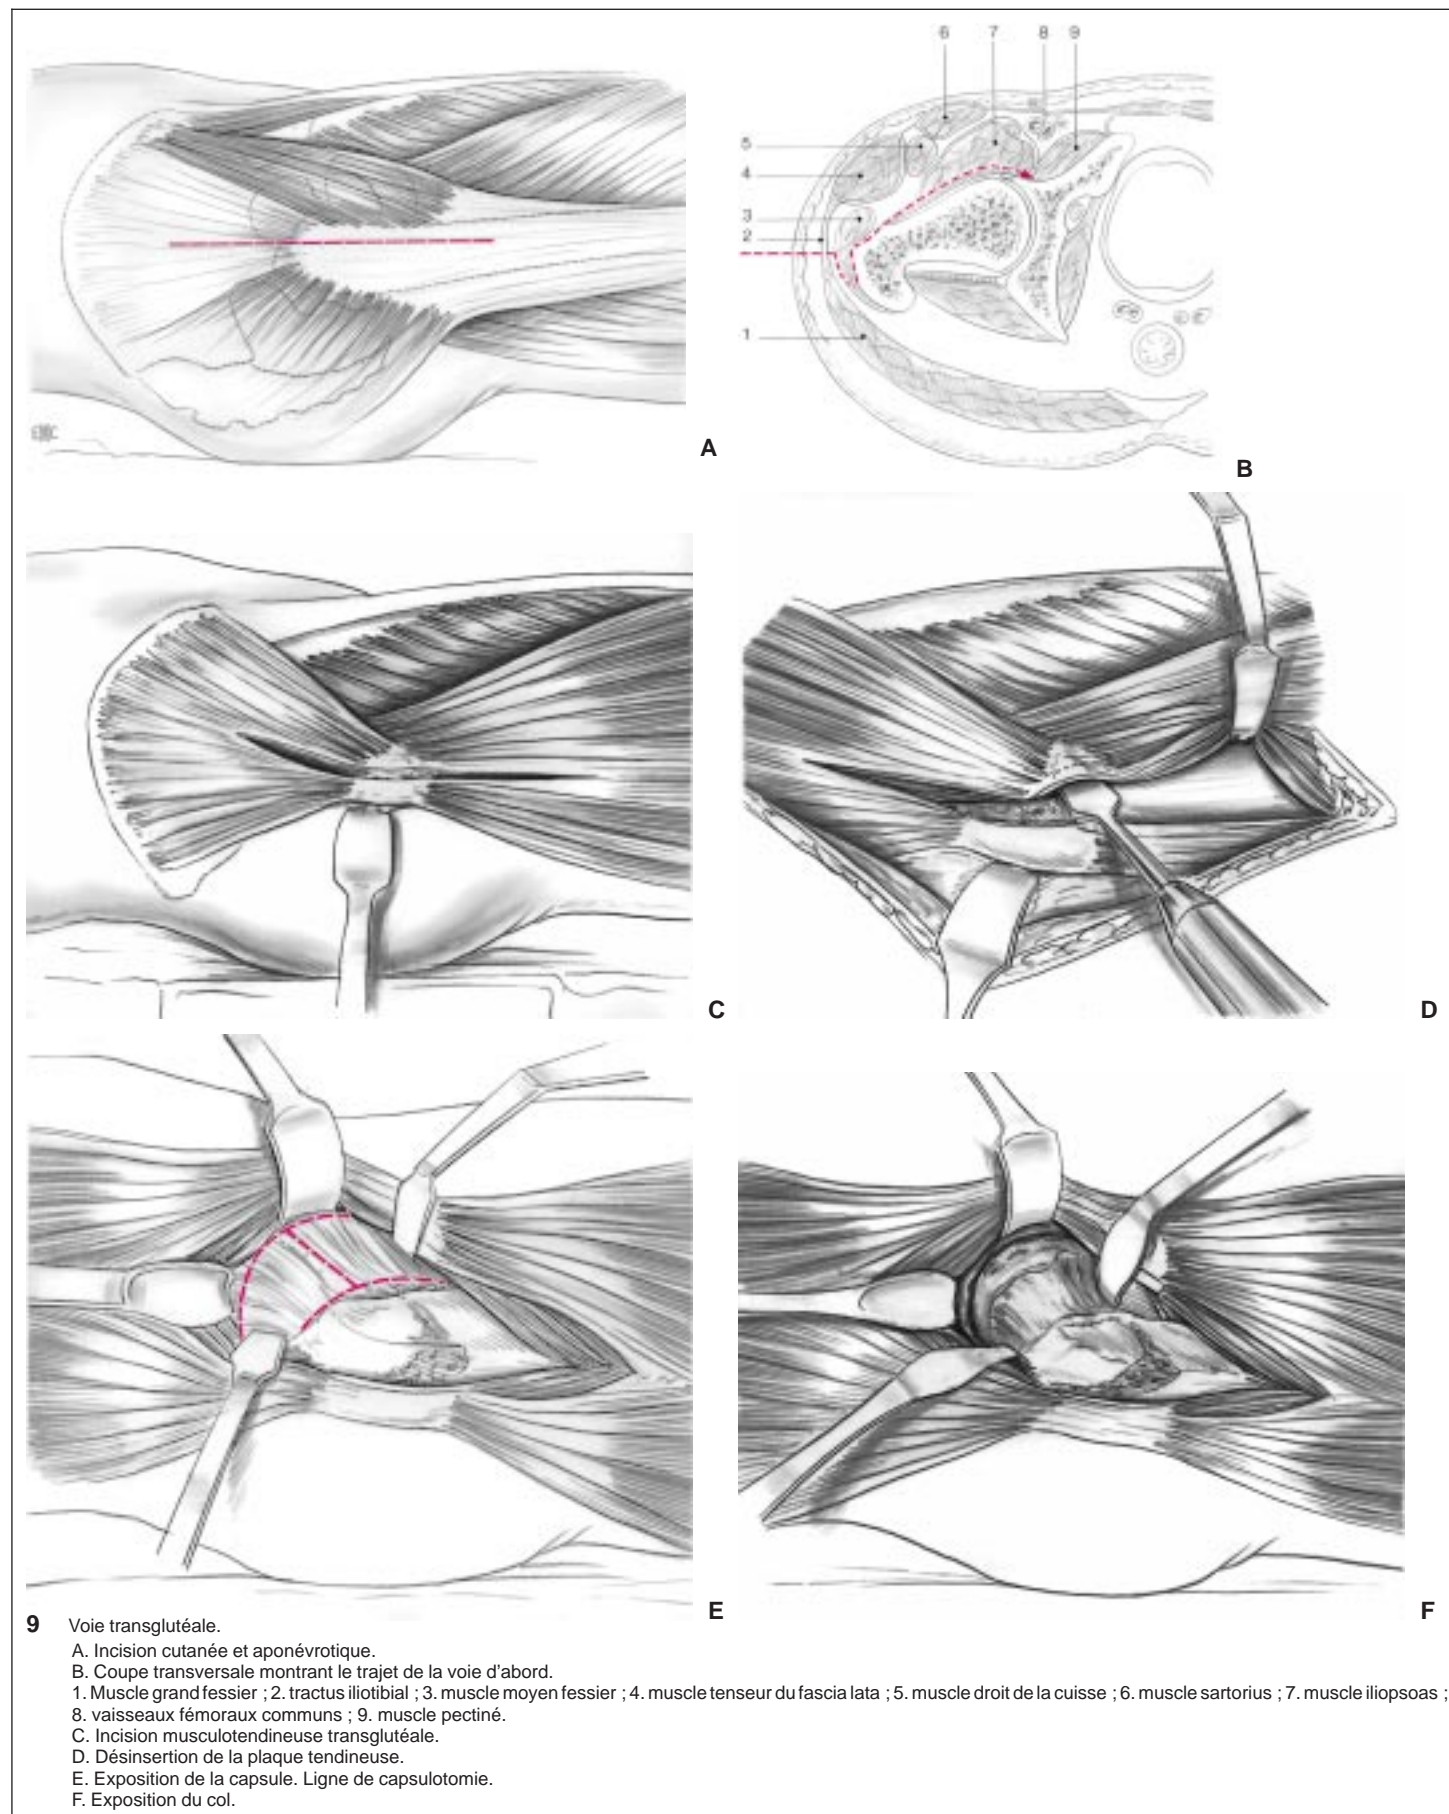 6 7 8 9
5
4
3
2
1
EMC
A
B
C
D
E
F
9 Voie transglutéale.
A. Incision cutanée et aponévrotique.
B. Coupe transversale montrant le trajet de la voie d'abord.
1. Muscle grand fessier ; 2. tractus iliotibial ; 3. muscle moyen fessier ; 4. muscle tenseur du fascia lata ; 5. muscle droit de la cuisse ; 6. muscle sartorius ; 7. muscle iliopsoas ;
8. vaisseaux fémoraux communs ; 9. muscle pectiné.
C. Incision musculotendineuse transglutéale.
D. Désinsertion de la plaque tendineuse.
E. Exposition de la capsule. Ligne de capsulotomie.
F. Exposition du col.